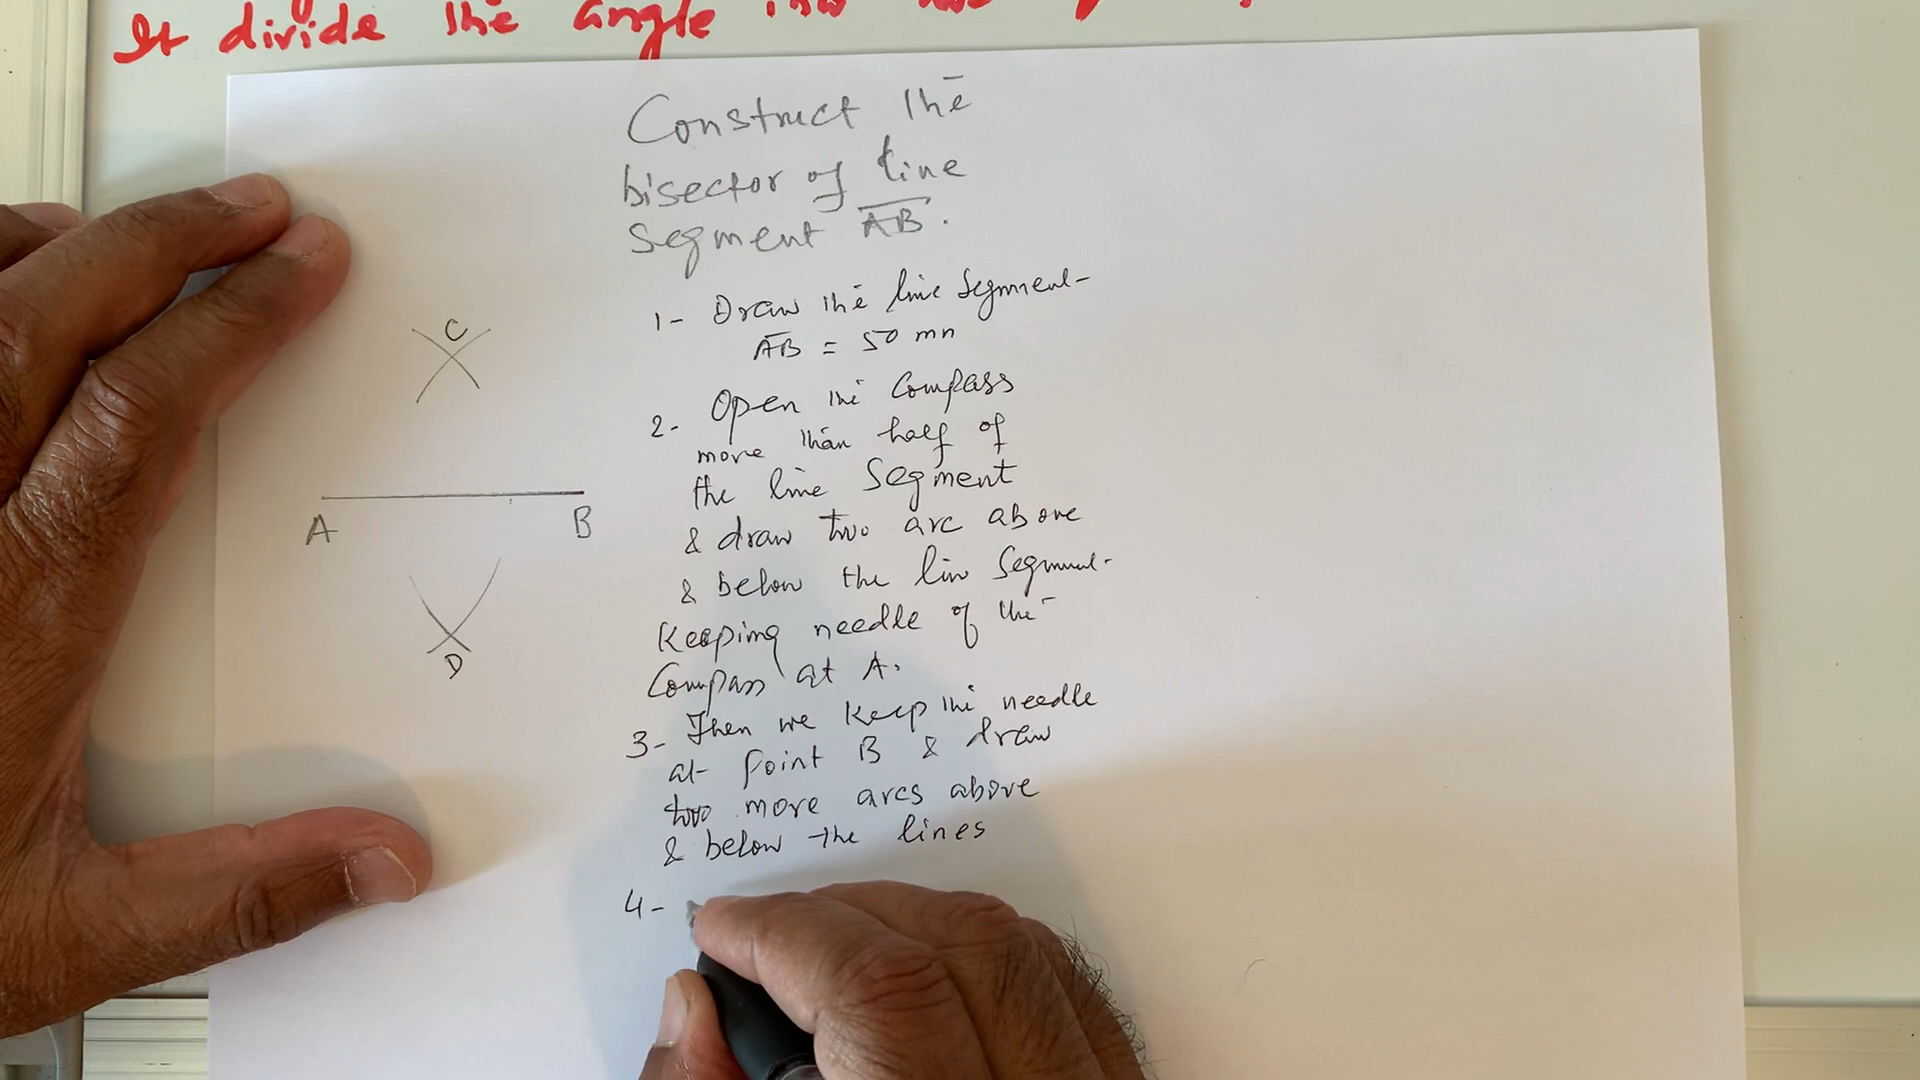 It divide the angle into
Construct the
bisector of line
segment AB.
1- Draw the line segment
AB = 50 mm
2- Open the compass
more than half of
the line segment
& draw two arc above
& below the line segment
Keeping needle of the
Compass at A.
3- Then we keep the needle
at point B & draw
two more arcs above
& below the lines
4-
C
A
B
D